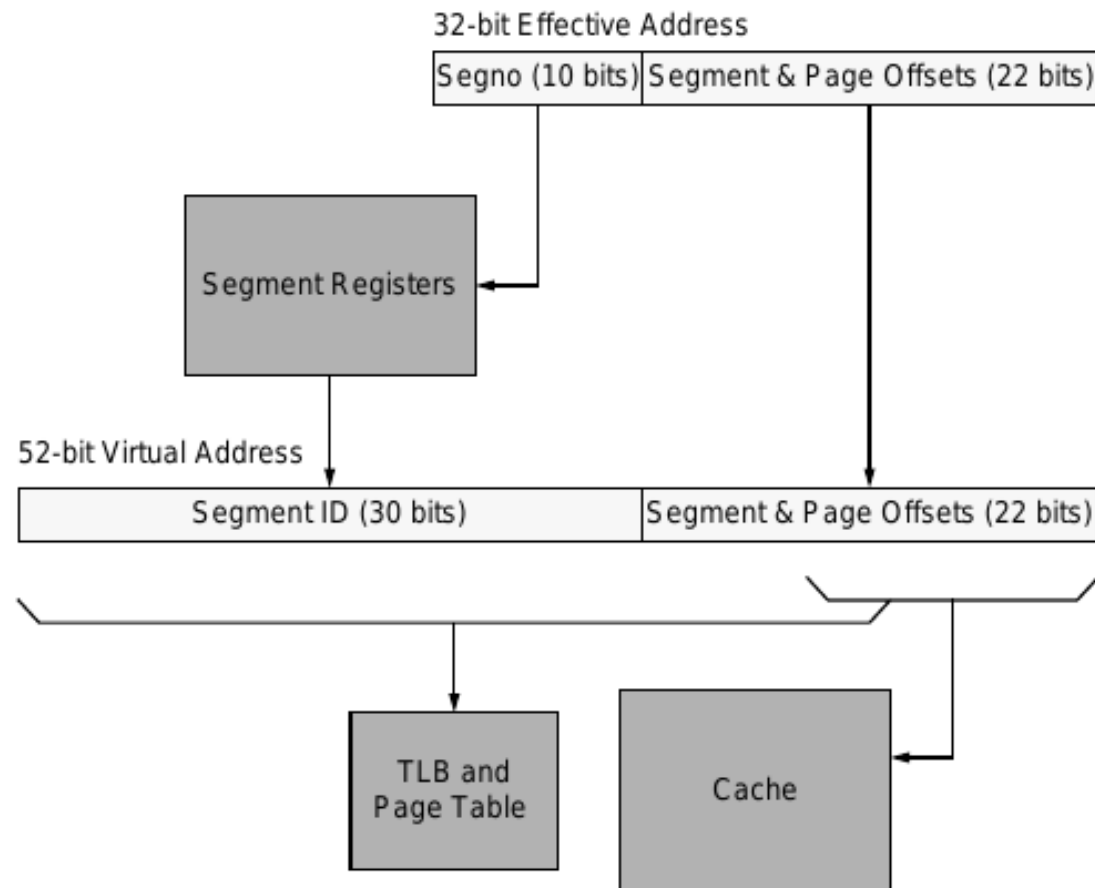 32-bit Effective Address
Segno (10 bits) Segment & Page Offsets (22 bits)
Segment Registers
52-bit Virtual Address
Segment ID (30 bits) Segment & Page Offsets (22 bits)
TLB and
Page Table
Cache